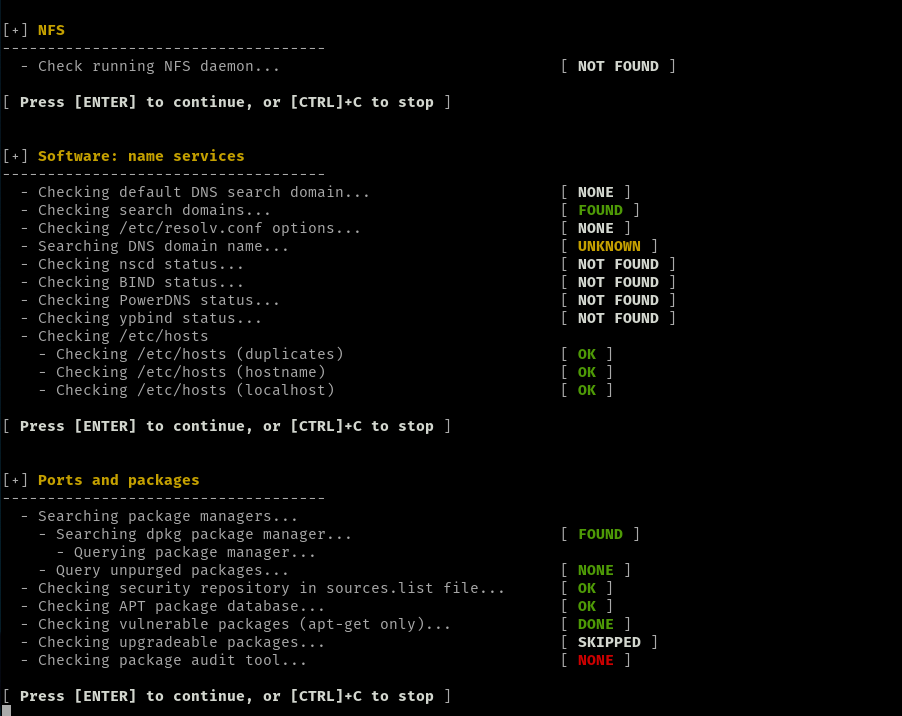 [+] NFS
------------------------------------
  - Check running NFS daemon...                               [ NOT FOUND ]
[ Press [ENTER] to continue, or [CTRL]+C to stop ]
[+] Software: name services
------------------------------------
  - Checking default DNS search domain...                     [ NONE ]
  - Checking search domains...                                [ FOUND ]
  - Checking /etc/resolv.conf options...                      [ NONE ]
  - Searching DNS domain name...                              [ UNKNOWN ]
  - Checking nscd status...                                   [ NOT FOUND ]
  - Checking BIND status...                                   [ NOT FOUND ]
  - Checking PowerDNS status...                               [ NOT FOUND ]
  - Checking ypbind status...                                 [ NOT FOUND ]
  - Checking /etc/hosts
    - Checking /etc/hosts (duplicates)                        [ OK ]
    - Checking /etc/hosts (hostname)                          [ OK ]
    - Checking /etc/hosts (localhost)                         [ OK ]
[ Press [ENTER] to continue, or [CTRL]+C to stop ]
[+] Ports and packages
------------------------------------
  - Searching package managers...
    - Searching dpkg package manager...                       [ FOUND ]
      - Querying package manager...
    - Query unpurged packages...                              [ NONE ]
  - Checking security repository in sources.list file...      [ OK ]
  - Checking APT package database...                          [ OK ]
  - Checking vulnerable packages (apt-get only)...            [ DONE ]
  - Checking upgradeable packages...                          [ SKIPPED ]
  - Checking package audit tool...                            [ NONE ]
[ Press [ENTER] to continue, or [CTRL]+C to stop ]